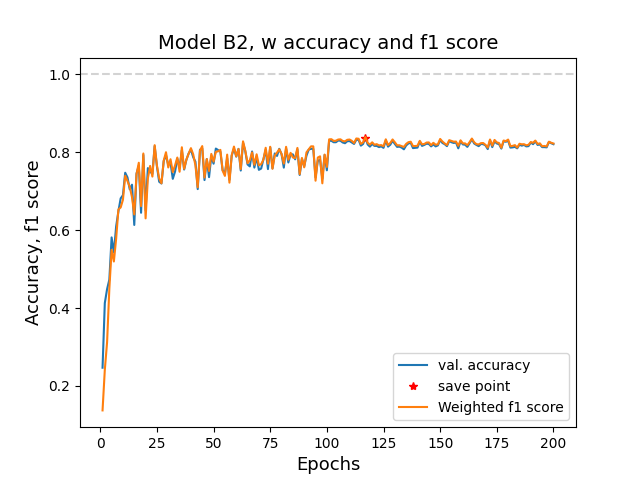 Model B2, w accuracy and f1 score
1.0
0.8
0.6
0.4
0.2
Accuracy, f1 score
val. accuracy
save point
Weighted f1 score
0 25 50 75 100 125 150 175 200
Epochs